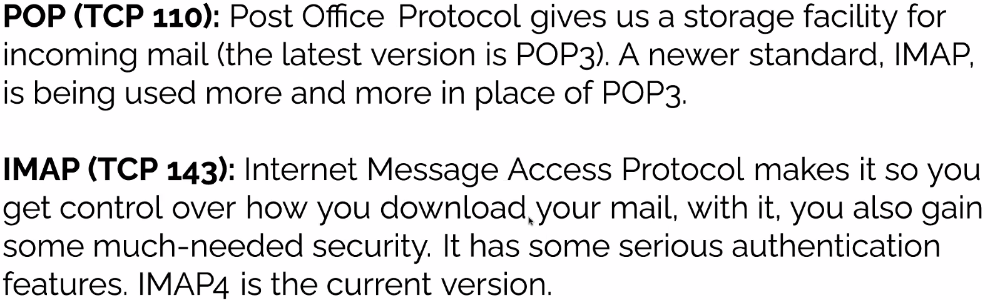 POP (TCP 110): Post Office Protocol gives us a storage facility for
incoming mail (the latest version is POP3). A newer standard, IMAP,
is being used more and more in place of POP3.
IMAP (TCP 143): Internet Message Access Protocol makes it so you
get control over how you download your mail, with it, you also gain
some much-needed security. It has some serious authentication
features. IMAP4 is the current version.